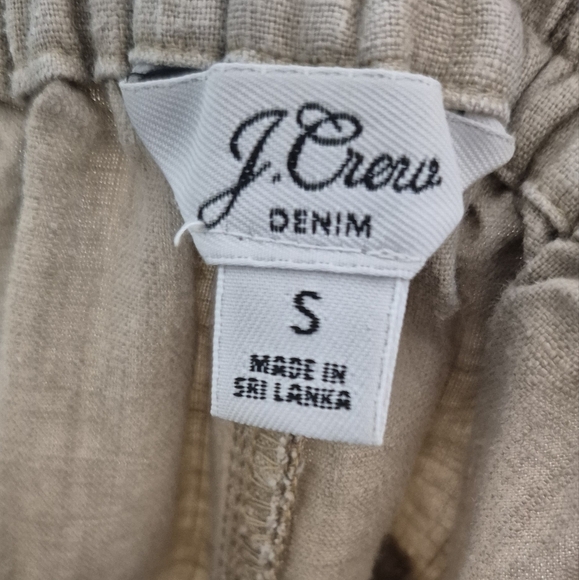 J.Crew
DENIM
S
MADE IN
SRI LANKA